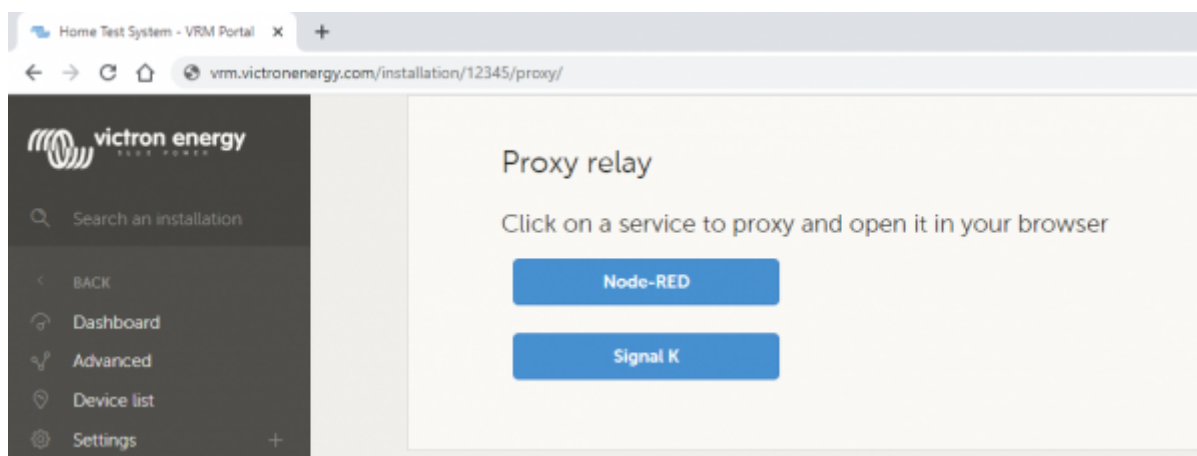 Home Test System - VRM Portal
vrm.victronenergy.com/installation/12345/proxy/
victron energy
BLUE POWER
Search an installation
BACK
Dashboard
Advanced
Device list
Settings
Proxy relay
Click on a service to proxy and open it in your browser
Node-RED
Signal K